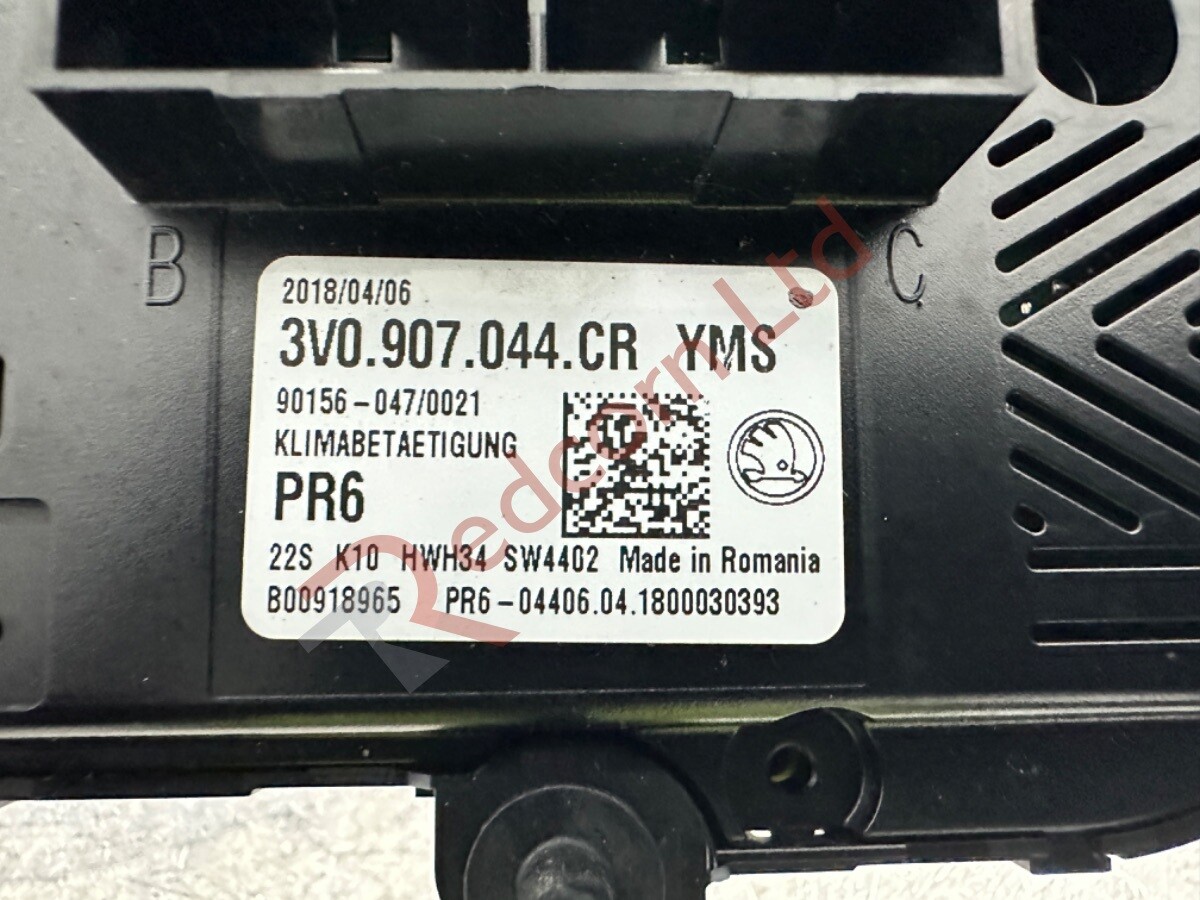 B
C
2018/04/06
3V0.907.044.CR YMS
90156-047/0021
KLIMABETAETIGUNG
PR6
22S K10 HWH34 SW4402 Made in Romania
B00918965 PR6-04406.04.1800030393
Redcorn Ltd